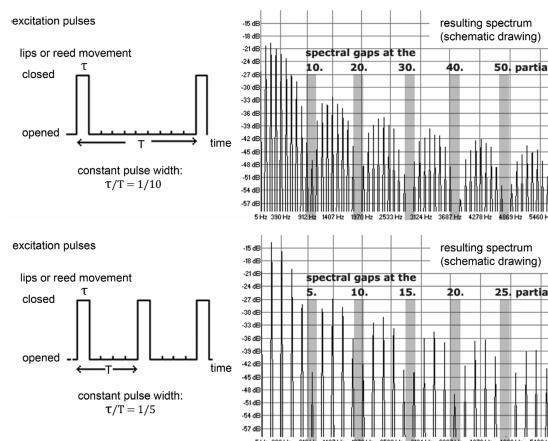 excitation pulses
lips or reed movement
τ
closed
opened
T
time
constant pulse width:
τ/T = 1/10
resulting spectrum
(schematic drawing)
spectral gaps at the
10. 20. 30. 40. 50. partia
-15 dB
-18 dB
-21 dB
-24 dB
-27 dB
-30 dB
-33 dB
-36 dB
-39 dB
-42 dB
-45 dB
-48 dB
-51 dB
-54 dB
-57 dB
5 Hz 390 Hz 912 Hz 1407 Hz 1970 Hz 2533 Hz 3124 Hz 3687 Hz 4278 Hz 4869 Hz 5460 Hz
excitation pulses
lips or reed movement
τ
closed
opened
T
time
constant pulse width:
τ/T = 1/5
resulting spectrum
(schematic drawing)
spectral gaps at the
5. 10. 15. 20. 25. partia
-15 dB
-18 dB
-21 dB
-24 dB
-27 dB
-30 dB
-33 dB
-36 dB
-39 dB
-42 dB
-45 dB
-48 dB
-51 dB
-54 dB
-57 dB